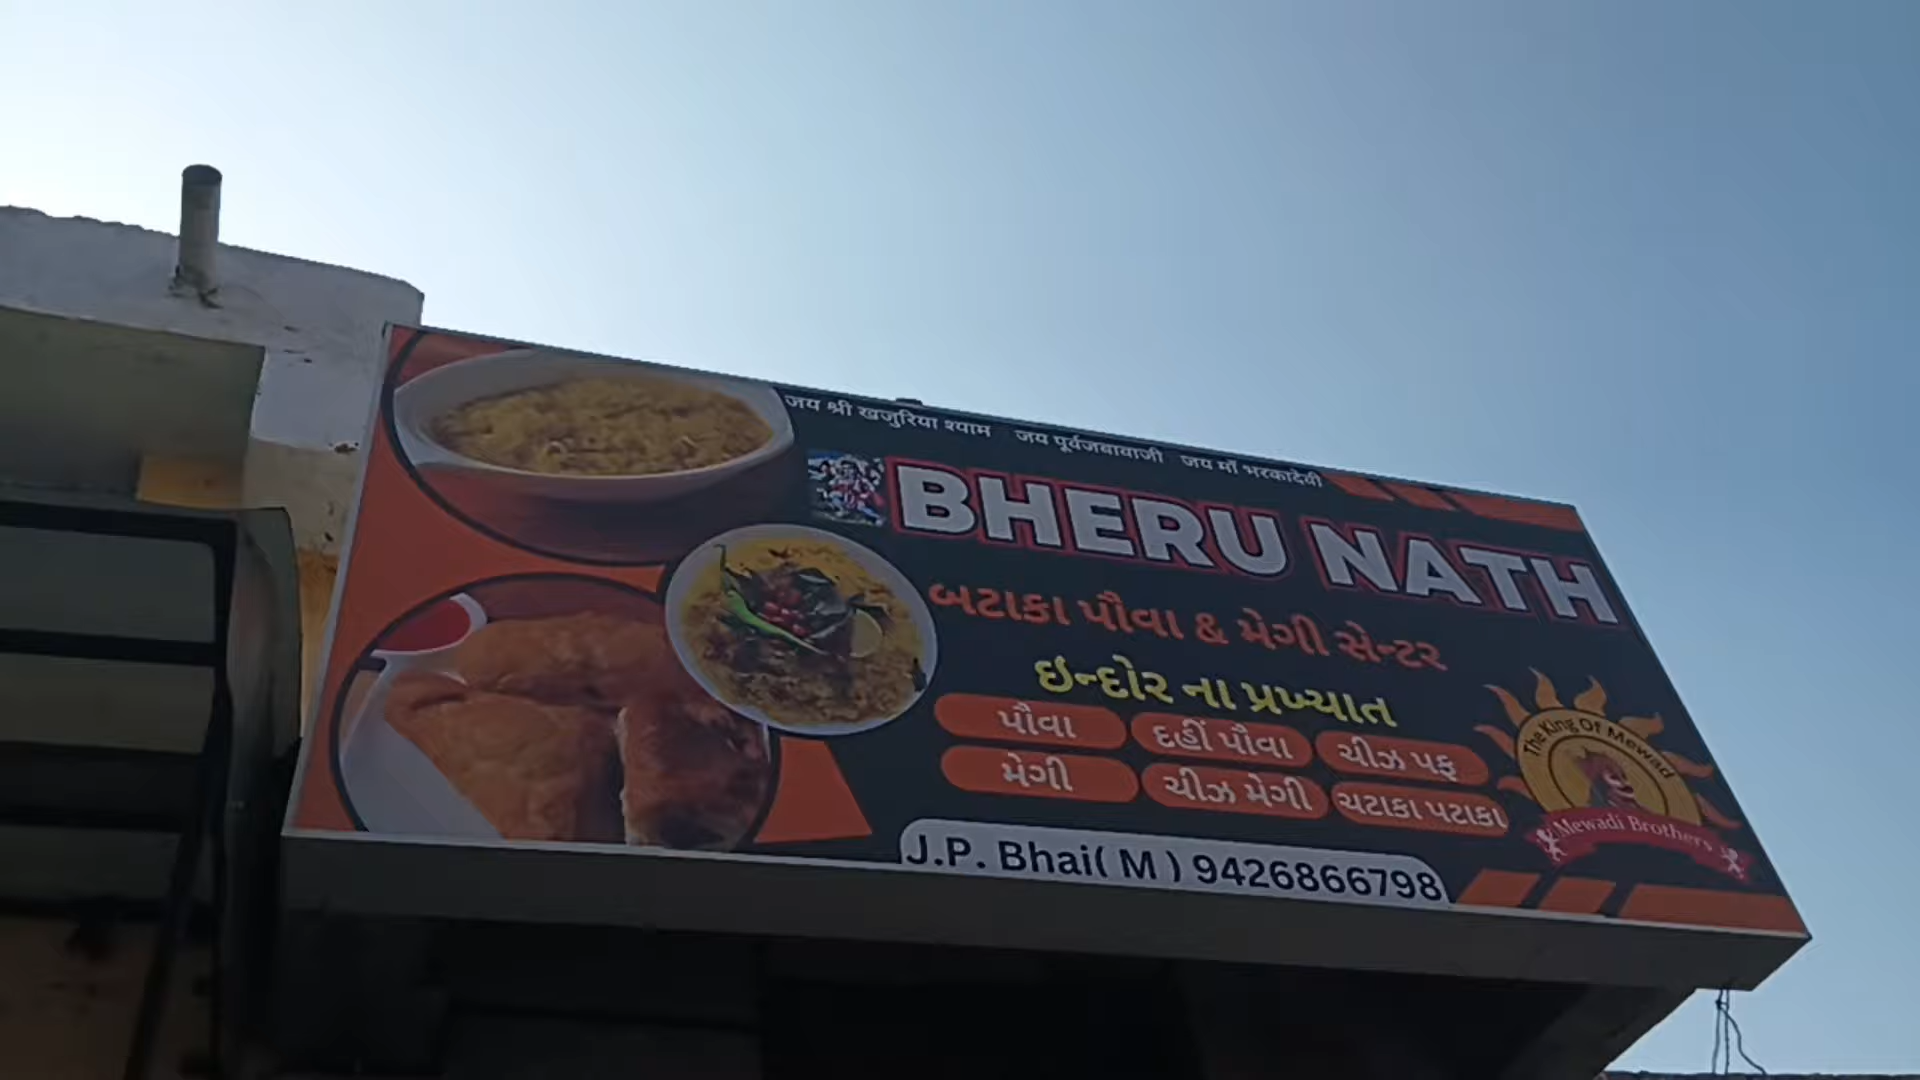 जय श्री खजुरिया श्याम जय पूर्वजबावाजी जय माँ भरकादेवी
BHERU NATH
બટાકા પૌવા & મેગી સેન્ટર
ઇન્દોર ના પ્રખ્યાત
પૌવા દહીં પૌવા ચીઝ પફ
મેગી ચીઝ મેગી ચટાકા પટાકા
The King Of Mewad
Mewadi Brothers
J.P. Bhai( M ) 9426866798